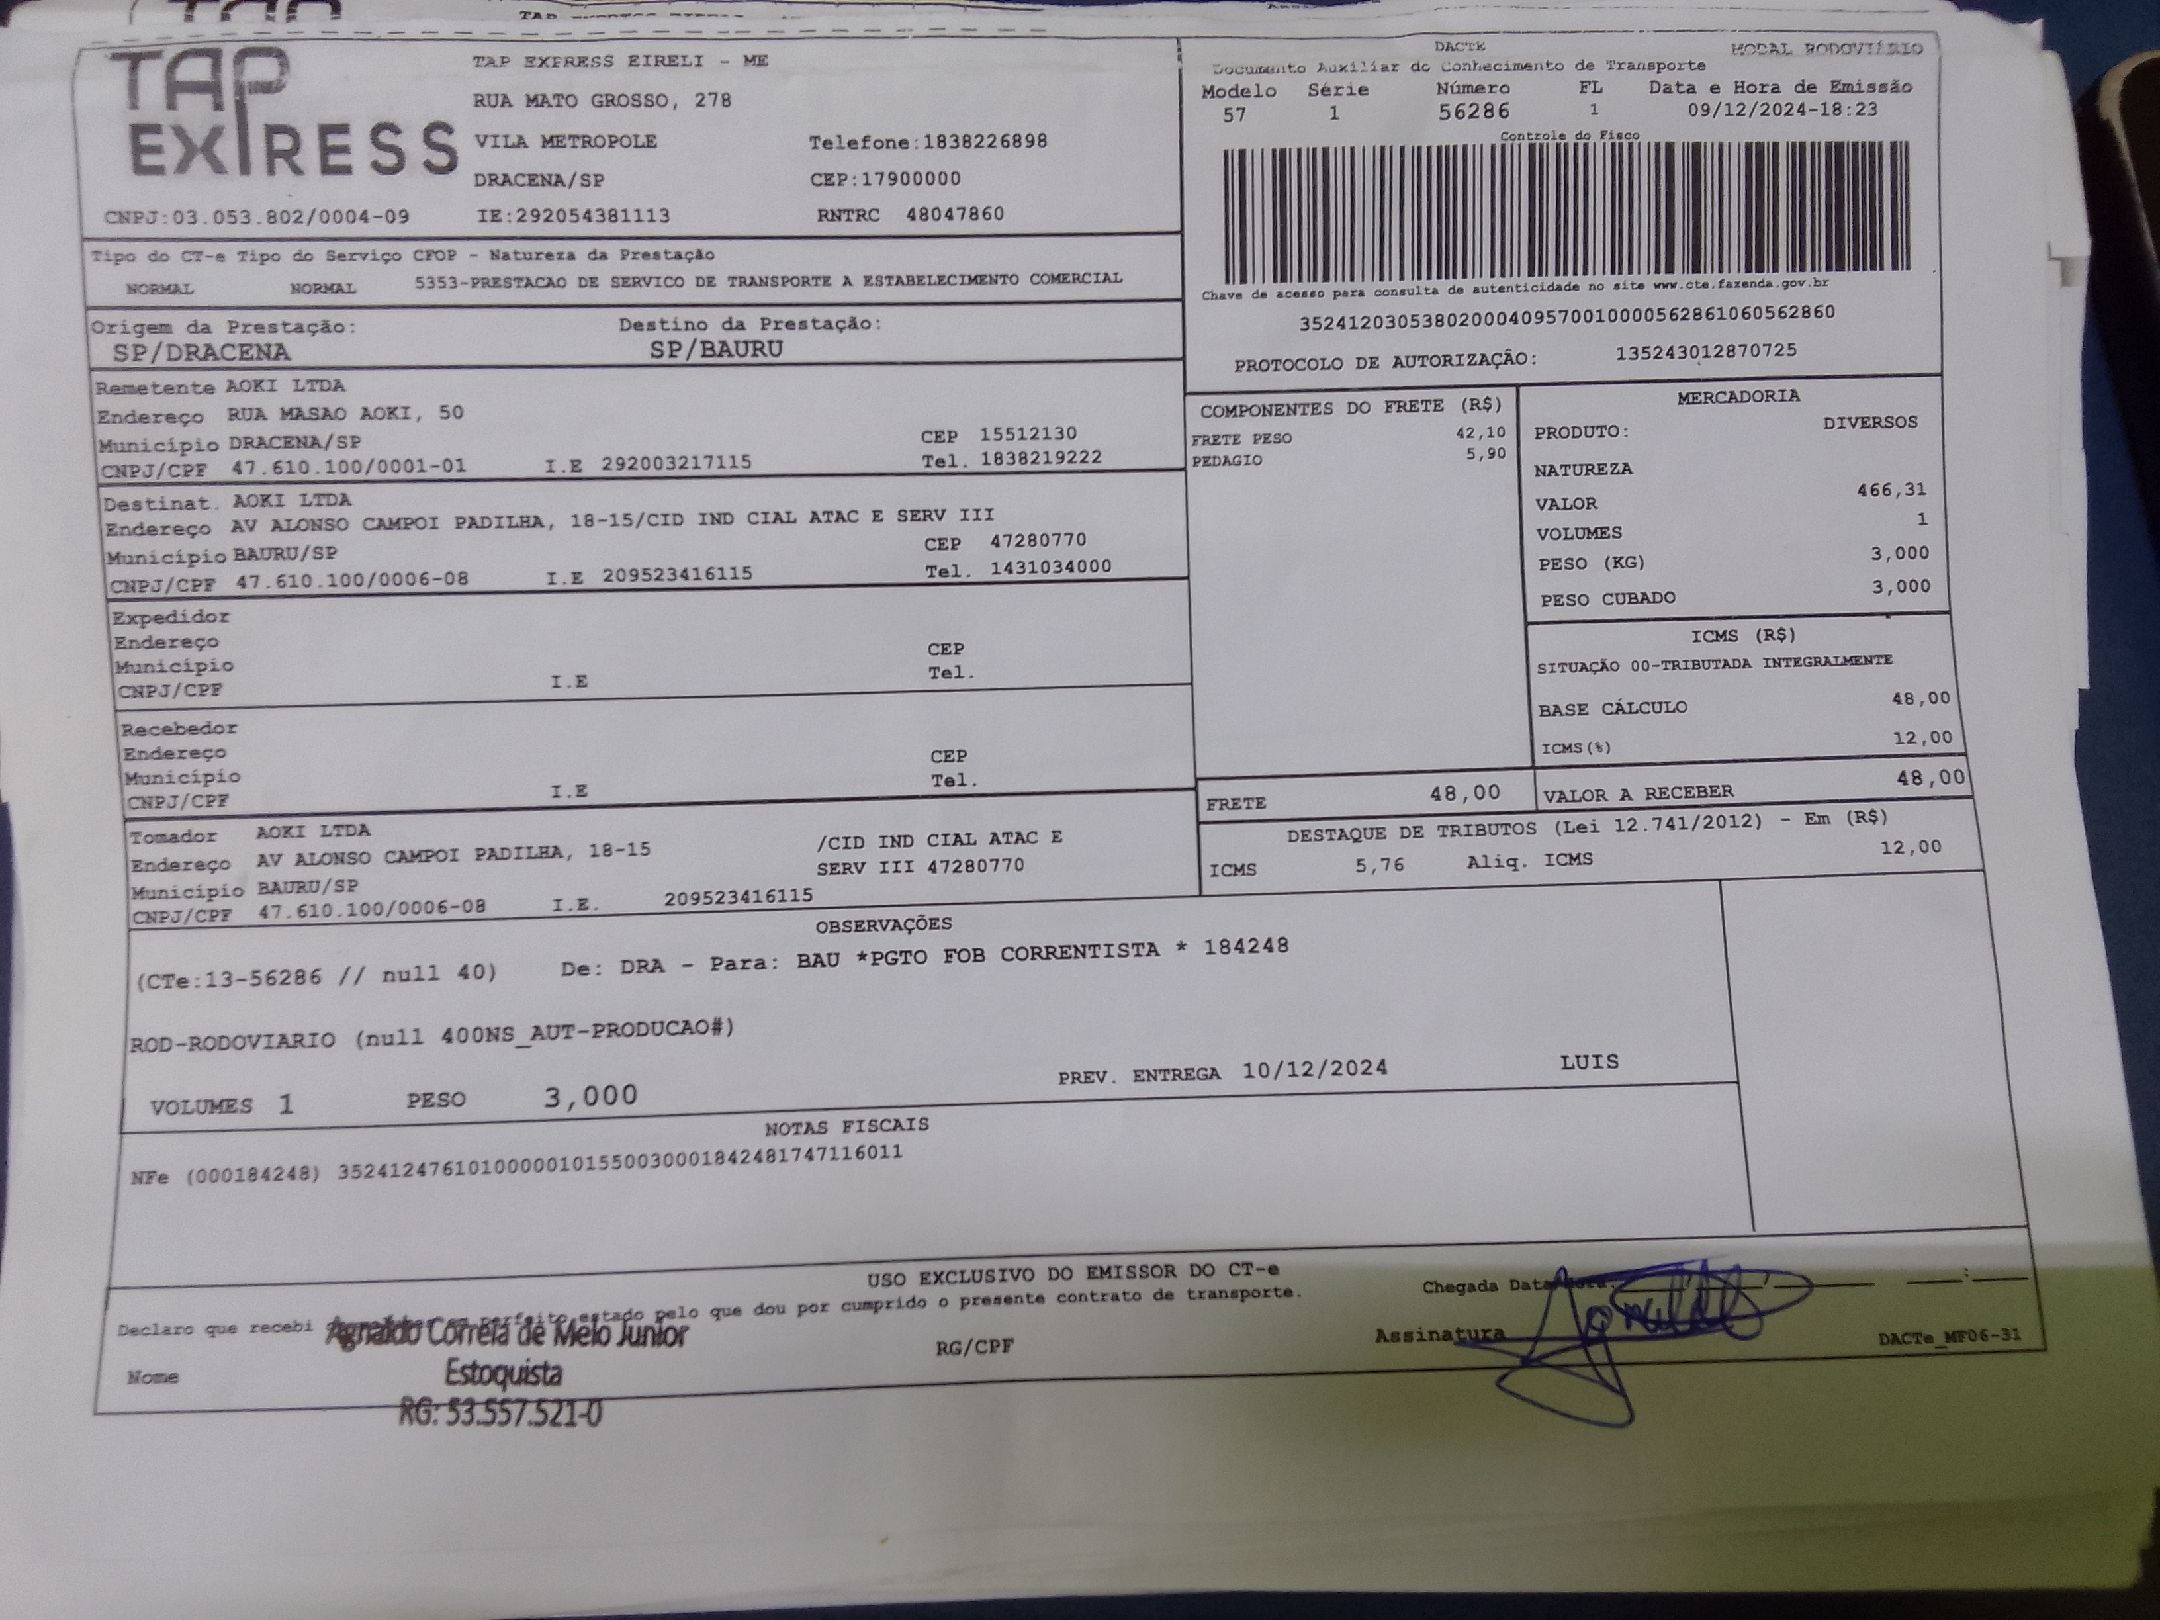 TAP EXPRESS
TAP EXPRESS EIRELI - ME
RUA MATO GROSSO, 278
VILA METROPOLE Telefone:1838226898
DRACENA/SP CEP:17900000
CNPJ:03.053.802/0004-09 IE:292054381113 RNTRC 48047860
DACTE MODAL RODOVIÁRIO
Documento Auxiliar do Conhecimento de Transporte
Modelo Série Número FL Data e Hora de Emissão
57 1 56286 1 09/12/2024-18:23
Controle do Fisco
Chave de acesso para consulta de autenticidade no site www.cte.fazenda.gov.br
35241203053802000409570010000562861060562860
PROTOCOLO DE AUTORIZAÇÃO: 135243012870725
Tipo do CT-e Tipo do Serviço CFOP - Natureza da Prestação
NORMAL NORMAL 5353-PRESTACAO DE SERVICO DE TRANSPORTE A ESTABELECIMENTO COMERCIAL
Origem da Prestação: Destino da Prestação:
SP/DRACENA SP/BAURU
Remetente AOKI LTDA
Endereço RUA MASAO AOKI, 50
Município DRACENA/SP CEP 15512130
CNPJ/CPF 47.610.100/0001-01 I.E 292003217115 Tel. 1838219222
Destinat. AOKI LTDA
Endereço AV ALONSO CAMPOI PADILHA, 18-15/CID IND CIAL ATAC E SERV III
Município BAURU/SP CEP 47280770
CNPJ/CPF 47.610.100/0006-08 I.E 209523416115 Tel. 1431034000
Expedidor
Endereço CEP
Município Tel.
CNPJ/CPF I.E
Recebedor
Endereço CEP
Município Tel.
CNPJ/CPF I.E
Tomador AOKI LTDA /CID IND CIAL ATAC E
Endereço AV ALONSO CAMPOI PADILHA, 18-15 SERV III 47280770
Município BAURU/SP
CNPJ/CPF 47.610.100/0006-08 I.E. 209523416115
COMPONENTES DO FRETE (R$)
FRETE PESO 42,10
PEDAGIO 5,90
MERCADORIA
PRODUTO: DIVERSOS
NATUREZA
VALOR 466,31
VOLUMES 1
PESO (KG) 3,000
PESO CUBADO 3,000
ICMS (R$)
SITUAÇÃO 00-TRIBUTADA INTEGRALMENTE
BASE CÁLCULO 48,00
ICMS(%) 12,00
FRETE 48,00 VALOR A RECEBER 48,00
DESTAQUE DE TRIBUTOS (Lei 12.741/2012) - Em (R$)
ICMS 5,76 Aliq. ICMS 12,00
OBSERVAÇÕES
(CTe:13-56286 // null 40) De: DRA - Para: BAU *PGTO FOB CORRENTISTA * 184248
ROD-RODOVIARIO (null 400NS_AUT-PRODUCAO#)
VOLUMES 1 PESO 3,000 PREV. ENTREGA 10/12/2024 LUIS
NOTAS FISCAIS
NFe (000184248) 35241247610100000101550030001842481747116011
USO EXCLUSIVO DO EMISSOR DO CT-e
Declaro que recebi perfeito estado pelo que dou por cumprido o presente contrato de transporte.
Chegada Data
Agnaldo Correia de Melo Junior
Estoquista
RG: 53.557.521-0
Nome RG/CPF Assinatura DACTe_MF06-31